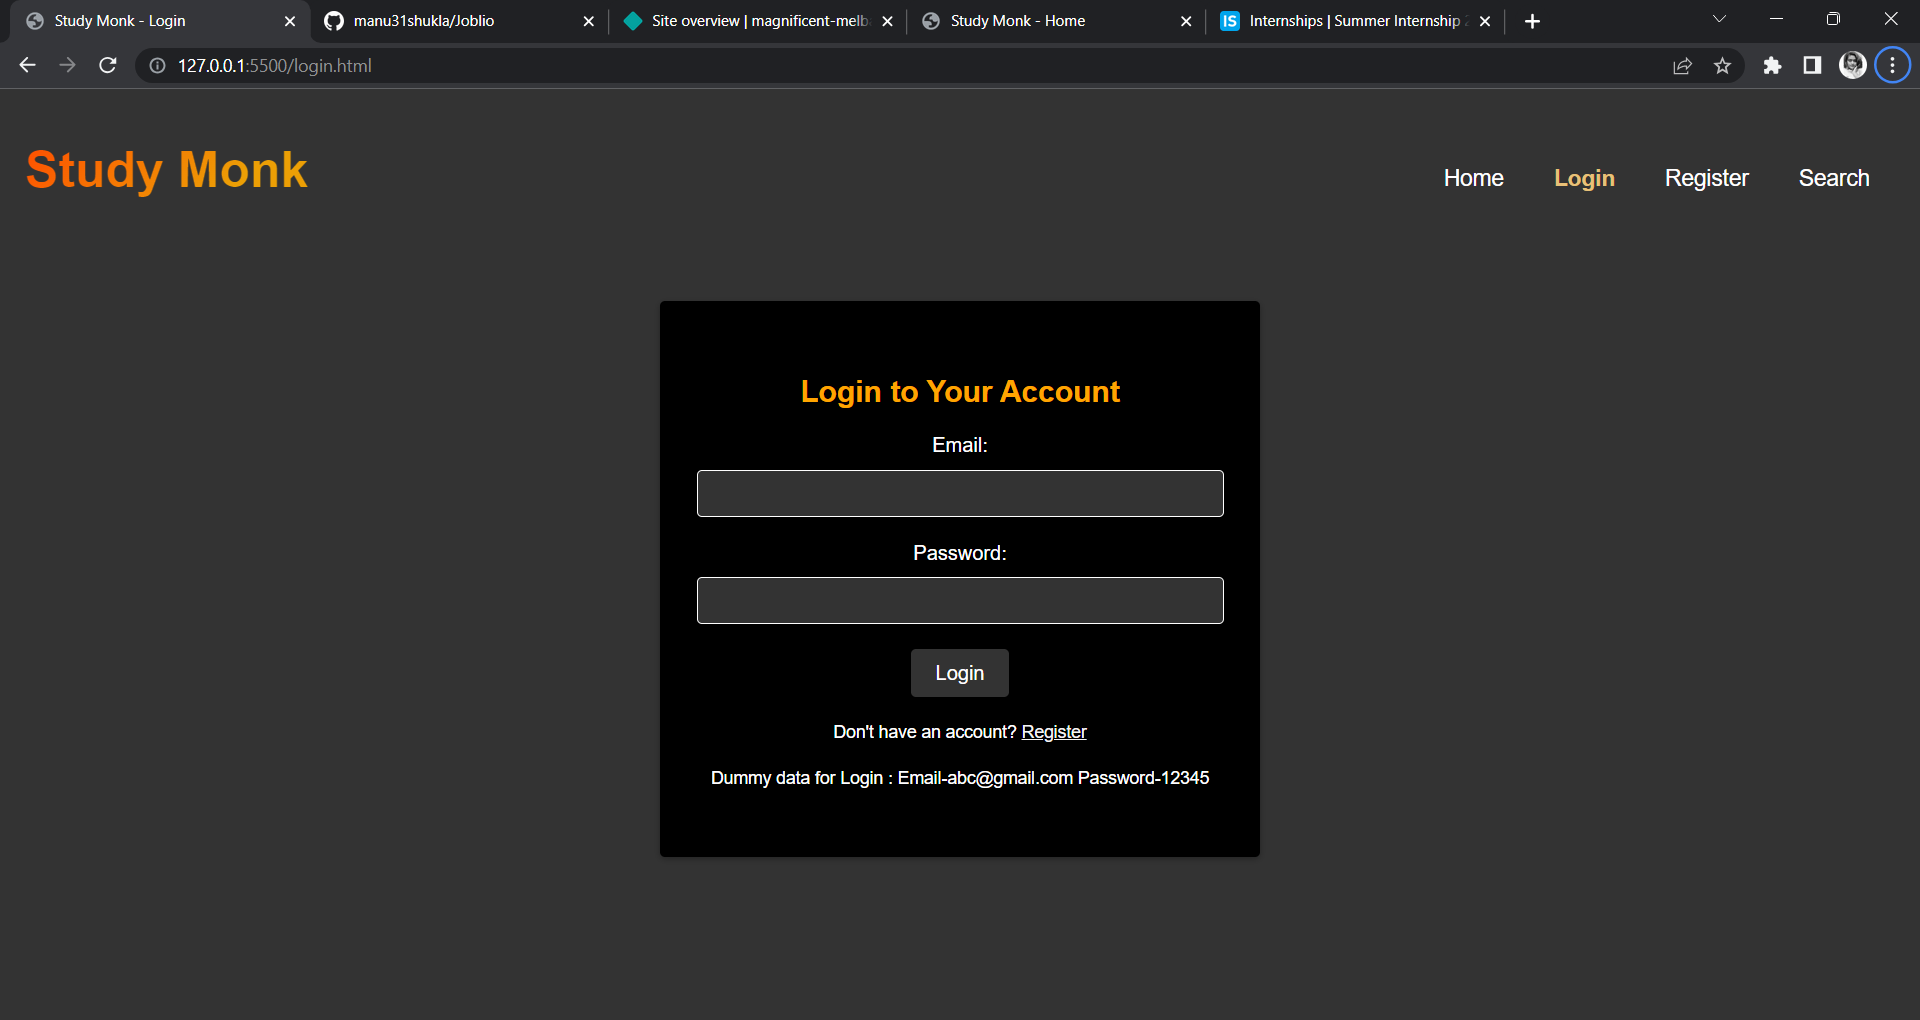 Study Monk - Login
manu31shukla/Joblio
Site overview | magnificent-melb
Study Monk - Home
IS
Internships | Summer Internship
127.0.0.1:5500/login.html
Study Monk
Home
Login
Register
Search
Login to Your Account
Email:
Password:
Login
Don't have an account? Register
Dummy data for Login : Email-abc@gmail.com Password-12345